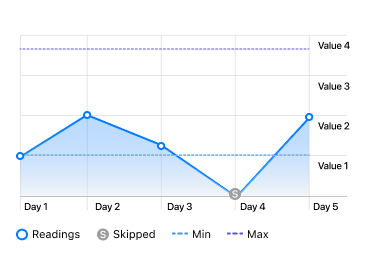 Value 4
Value 3
Value 2
Value 1
S
Day 1 Day 2 Day 3 Day 4 Day 5
Readings S Skipped Min Max